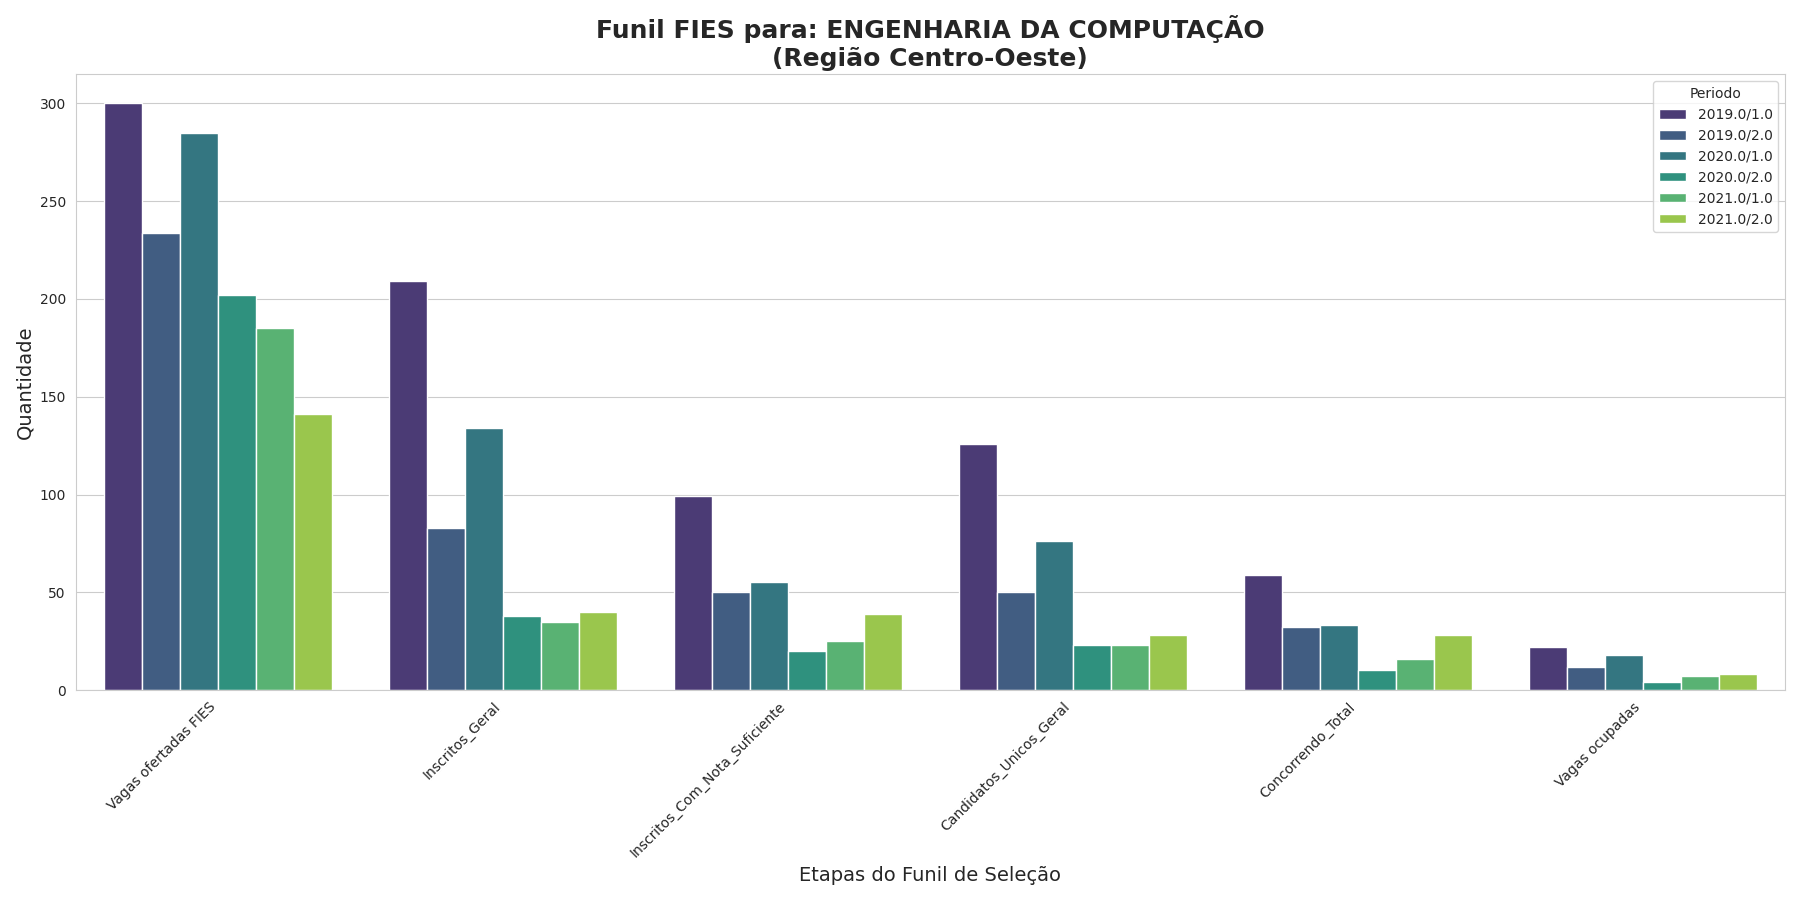 Funil FIES para: ENGENHARIA DA COMPUTAÇÃO
(Região Centro-Oeste)
Periodo
2019.0/1.0
2019.0/2.0
2020.0/1.0
2020.0/2.0
2021.0/1.0
2021.0/2.0
Quantidade
300
250
200
150
100
50
0
Vagas ofertadas FIES
Inscritos_Geral
Inscritos_Com_Nota_Suficiente
Candidatos_Unicos_Geral
Concorrendo_Total
Vagas ocupadas
Etapas do Funil de Seleção